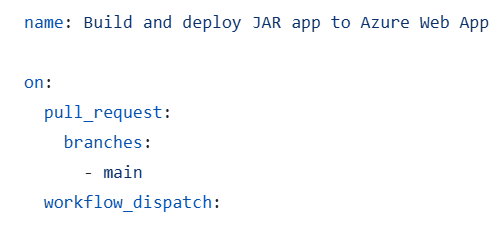 name: Build and deploy JAR app to Azure Web App
on:
  pull_request:
    branches:
      - main
  workflow_dispatch: